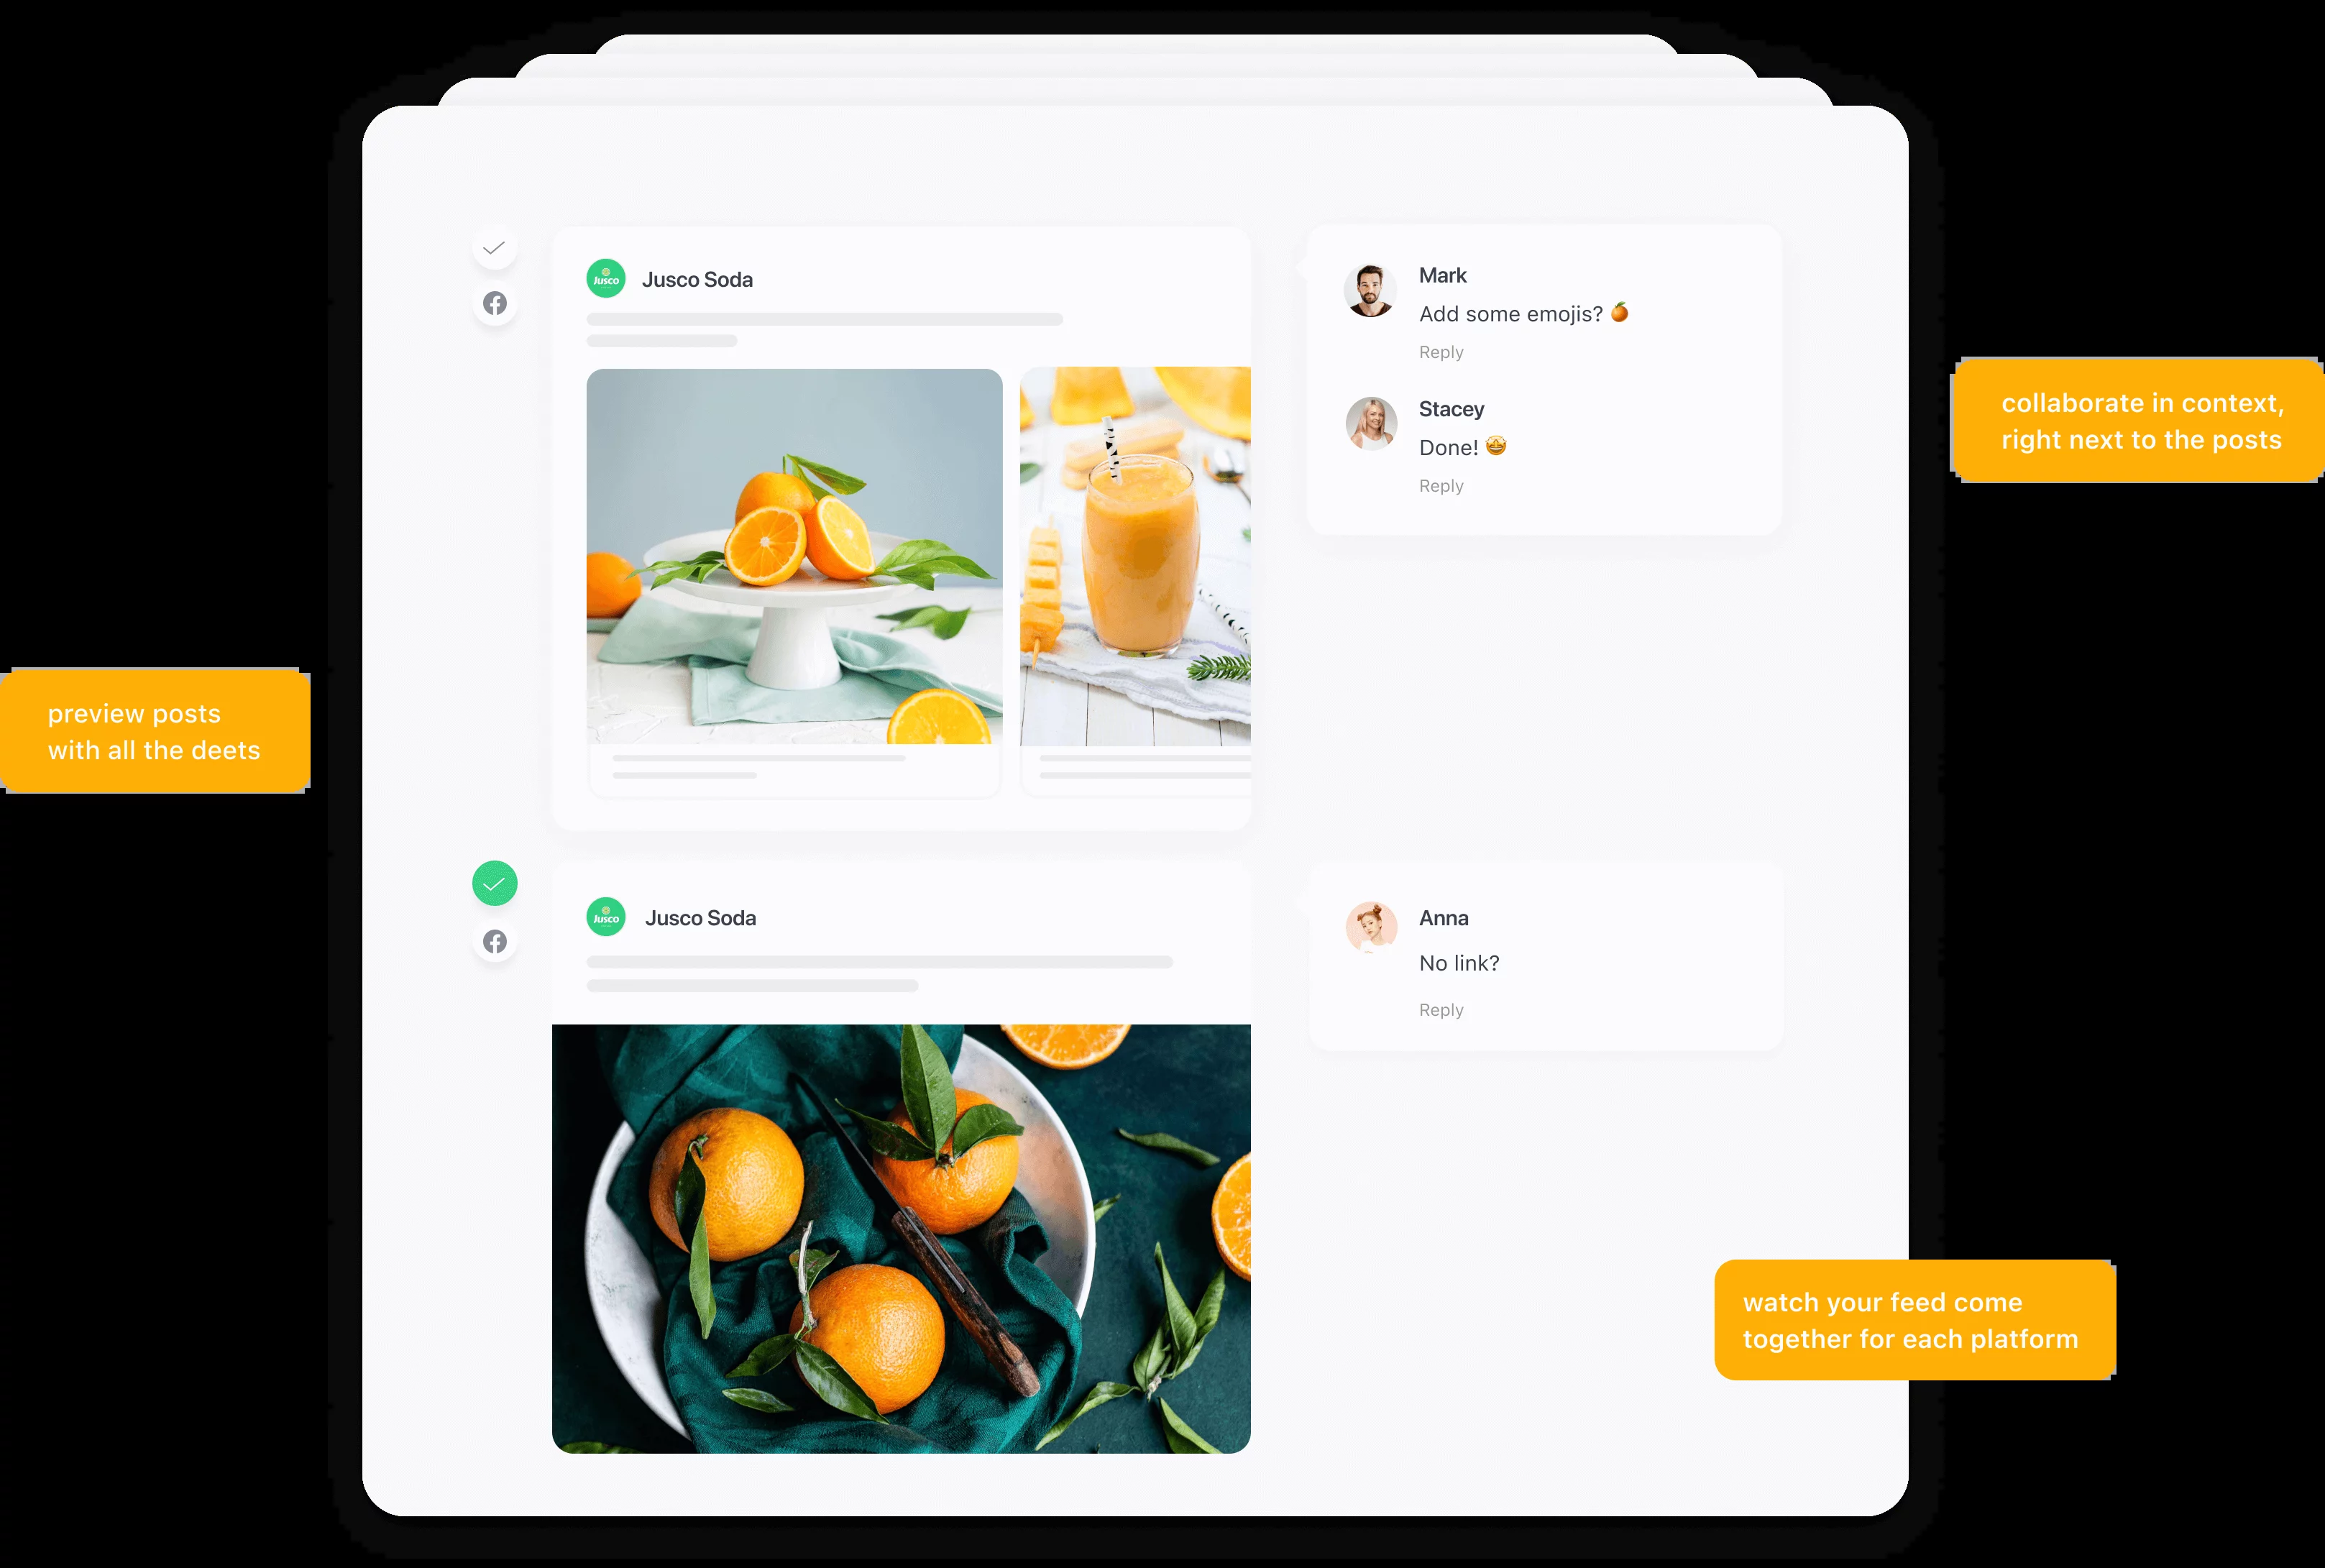 Jusco
Jusco Soda
Mark
Add some emojis? 🍊
Reply
Stacey
Done! 🤩
Reply
collaborate in context,
right next to the posts
preview posts
with all the deets
Jusco
Jusco Soda
Anna
No link?
Reply
watch your feed come
together for each platform